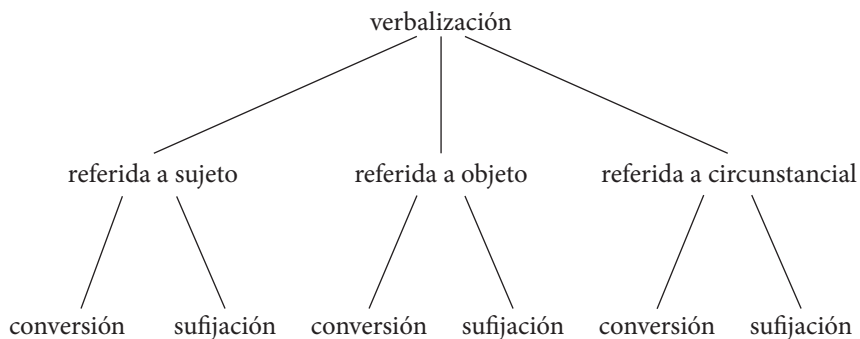 verbalización
referida a sujeto referida a objeto referida a circunstancial
conversión sufijación conversión sufijación conversión sufijación